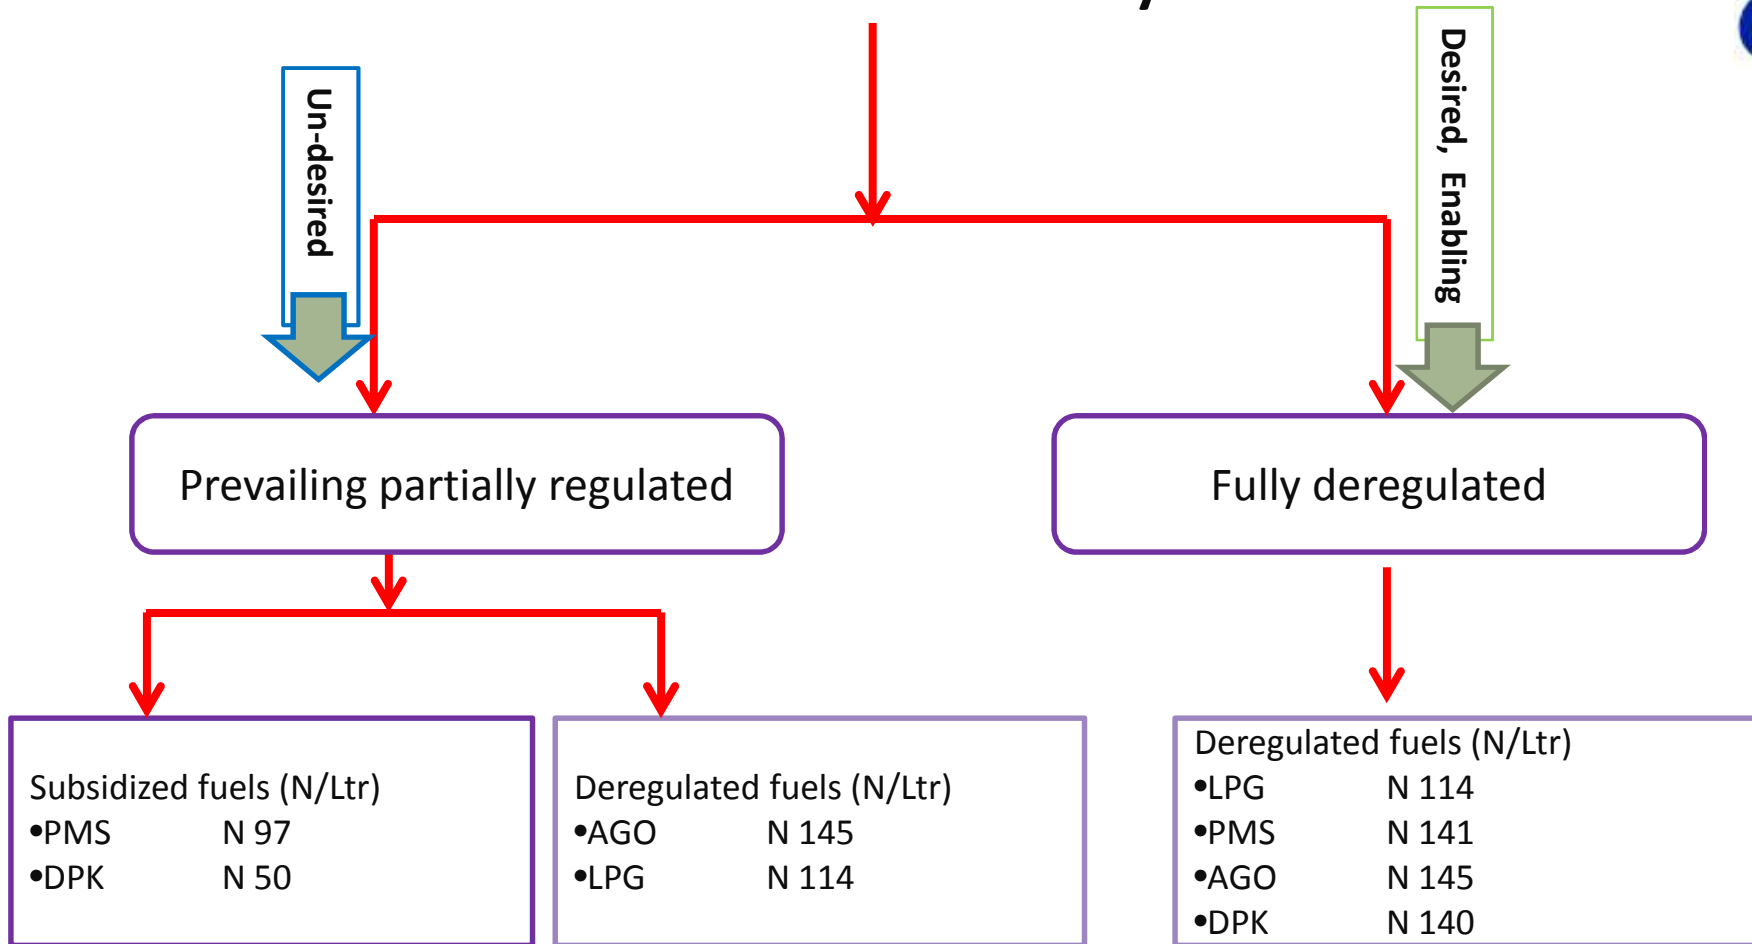 Un-desired
Desired, Enabling
Prevailing partially regulated
Fully deregulated
Subsidized fuels (N/Ltr)
•PMS N 97
•DPK N 50
Deregulated fuels (N/Ltr)
•AGO N 145
•LPG N 114
Deregulated fuels (N/Ltr)
•LPG N 114
•PMS N 141
•AGO N 145
•DPK N 140